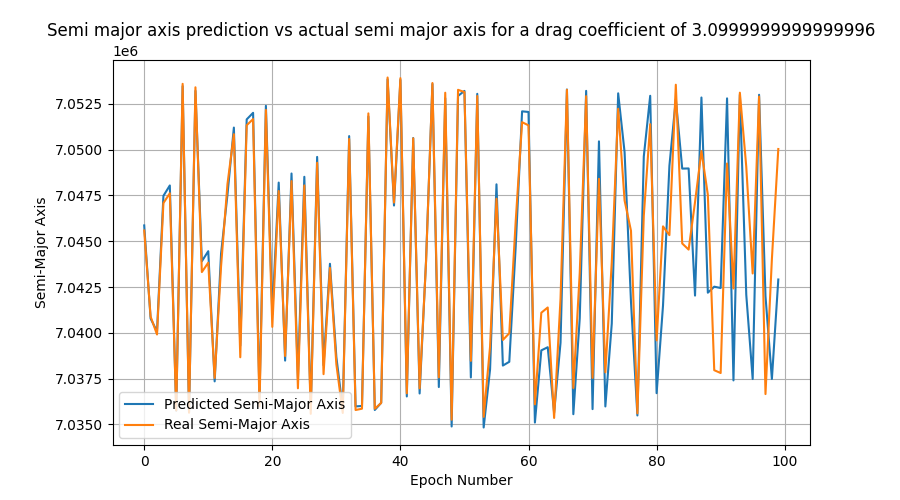 Semi major axis prediction vs actual semi major axis for a drag coefficient of 3.0999999999999996
1e6
7.0525
7.0500
7.0475
7.0450
7.0425
7.0400
7.0375
7.0350
Semi-Major Axis
Predicted Semi-Major Axis
Real Semi-Major Axis
0 20 40 60 80 100
Epoch Number